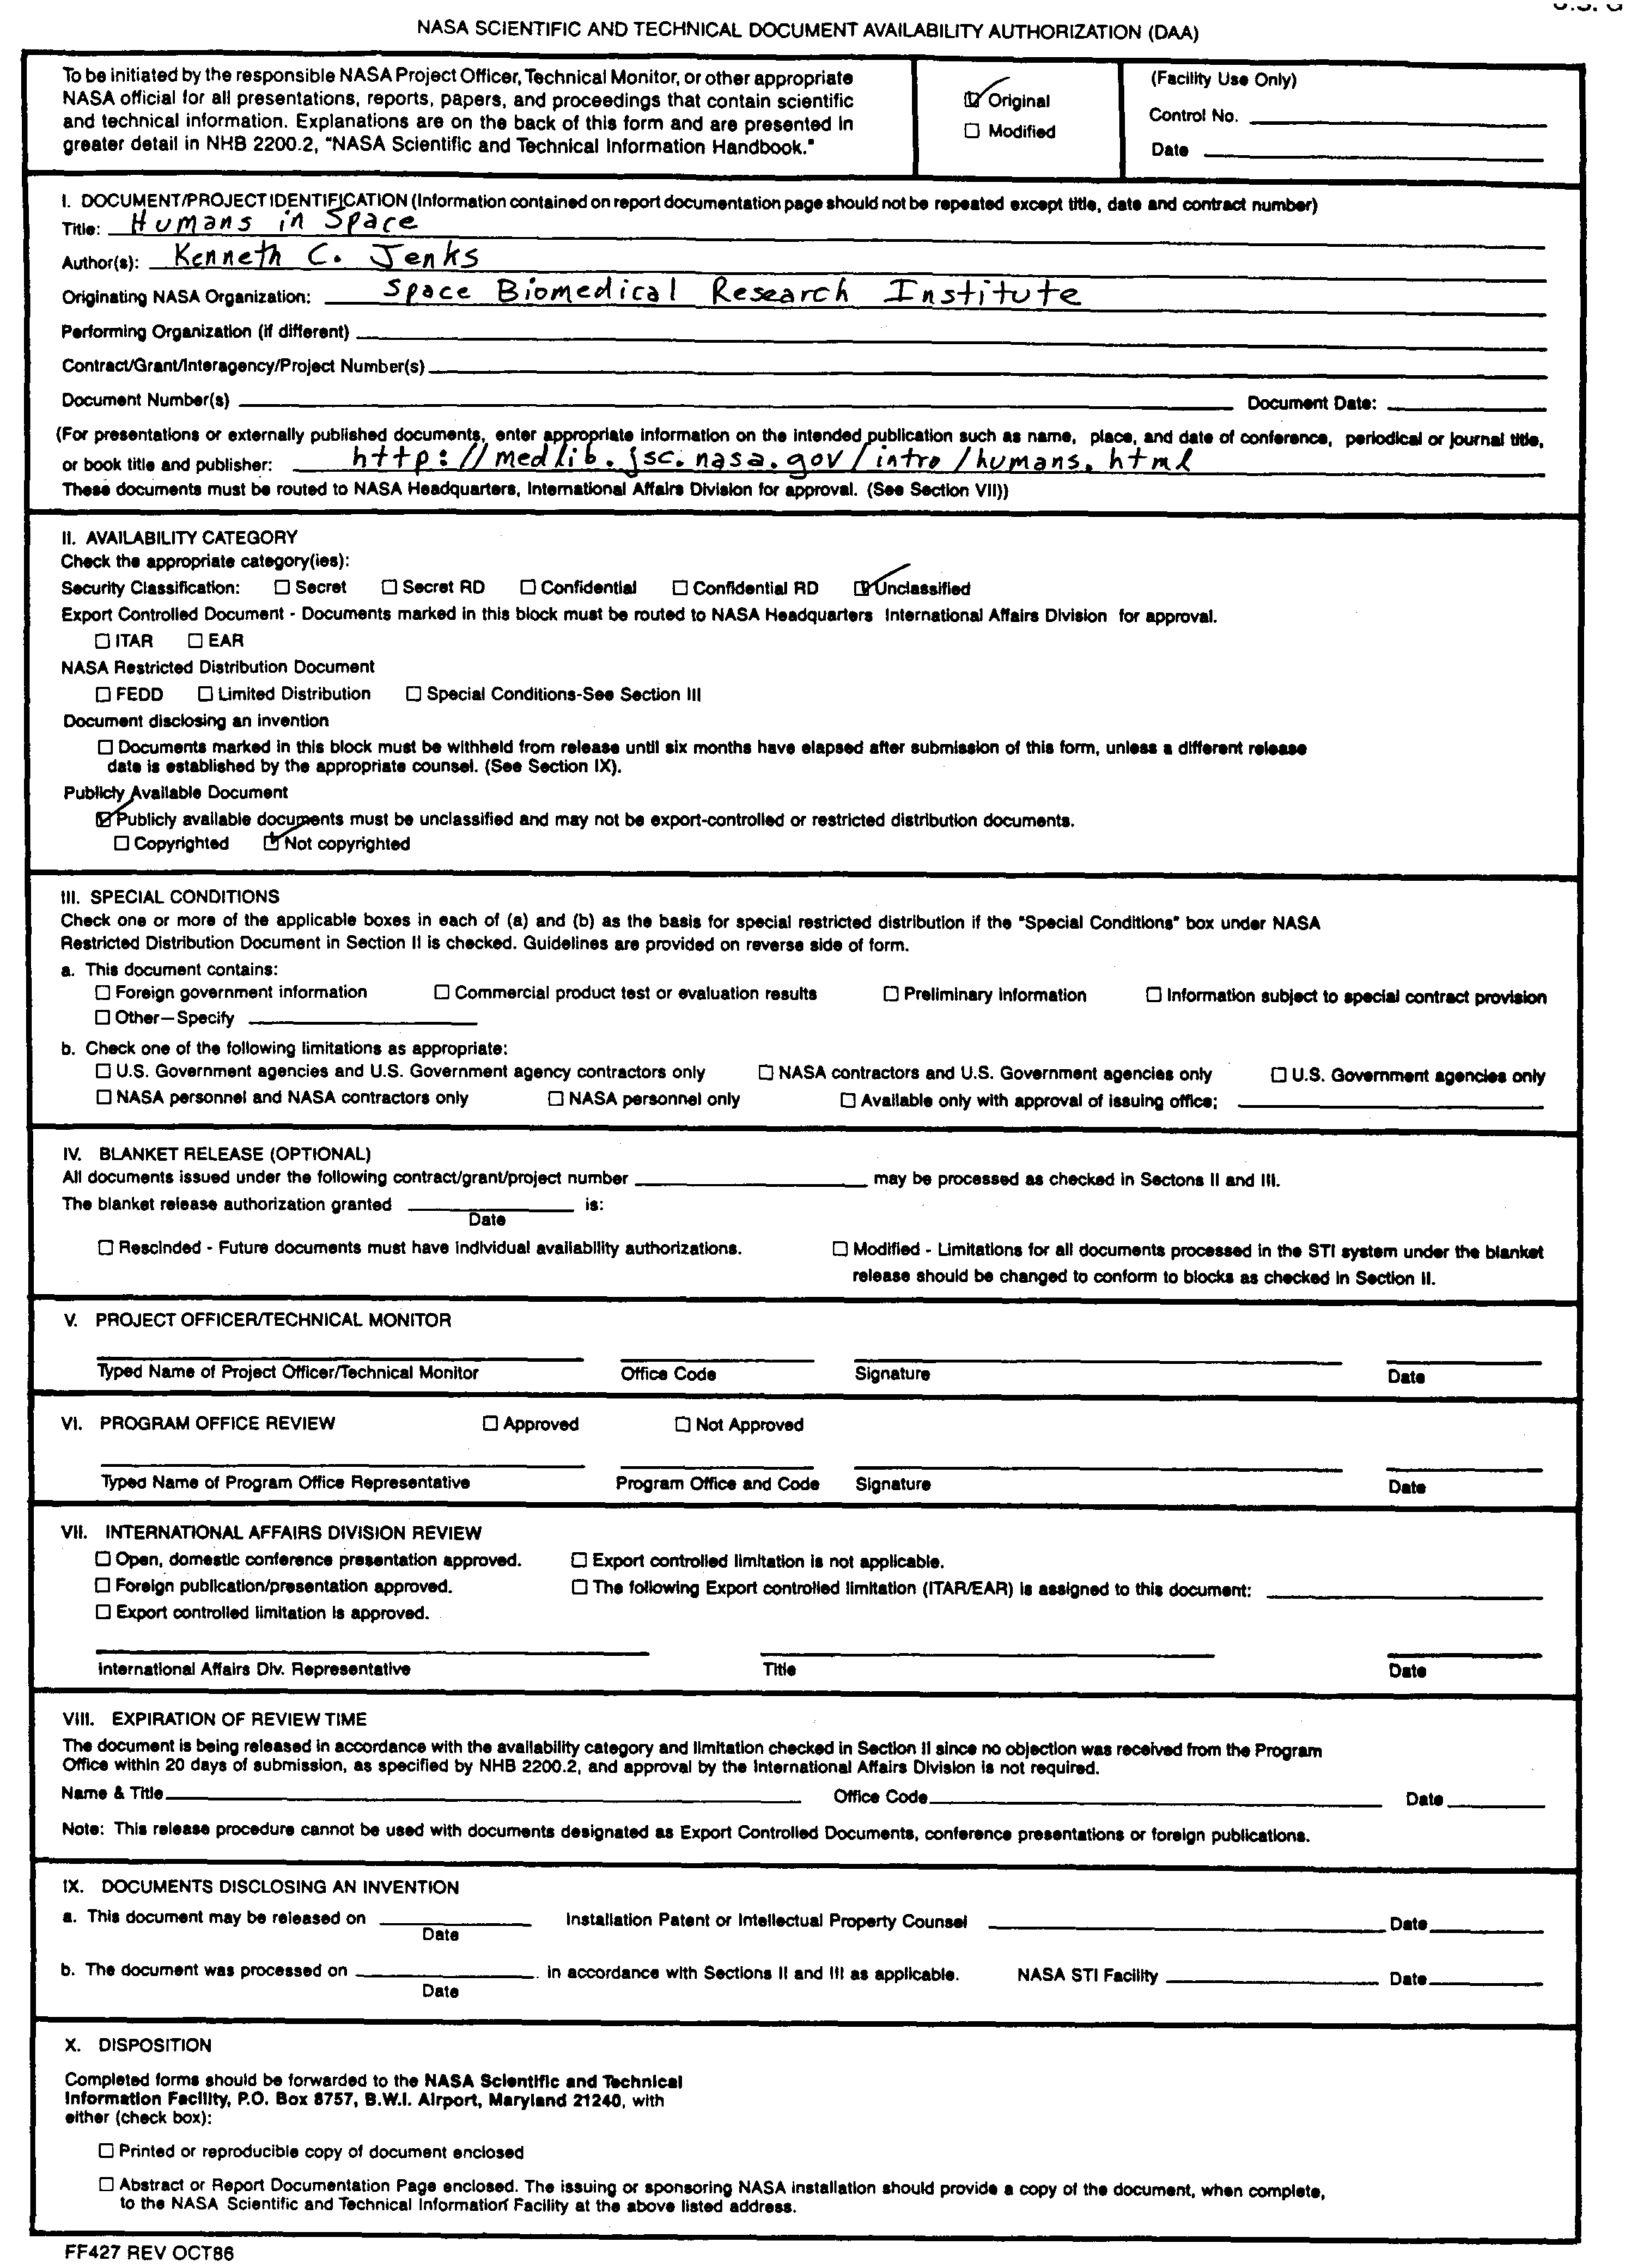 NASA SCIENTIFIC AND TECHNICAL DOCUMENT AVAILABILITY AUTHORIZATION (DAA)
To be initiated by the responsible NASA Project Officer, Technical Monitor, or other appropriate
NASA official for all presentations, reports, papers, and proceedings that contain scientific
and technical information. Explanations are on the back of this form and are presented in
greater detail in NHB 2200.2, "NASA Scientific and Technical Information Handbook."
☑ Original
☐ Modified
(Facility Use Only)
Control No.
Date
I. DOCUMENT/PROJECT IDENTIFICATION (Information contained on report documentation page should not be repeated except title, date and contract number)
Title: Humans in Space
Author(s): Kenneth C. Jenks
Originating NASA Organization: Space Biomedical Research Institute
Performing Organization (if different)
Contract/Grant/Interagency/Project Number(s)
Document Number(s) Document Date:
(For presentations or externally published documents, enter appropriate information on the intended publication such as name, place, and date of conference, periodical or journal title,
or book title and publisher: http://medlib.jsc.nasa.gov/intro/humans.html
These documents must be routed to NASA Headquarters, International Affairs Division for approval. (See Section VII))
II. AVAILABILITY CATEGORY
Check the appropriate category(ies):
Security Classification: ☐ Secret ☐ Secret RD ☐ Confidential ☐ Confidential RD ☑ Unclassified
Export Controlled Document - Documents marked in this block must be routed to NASA Headquarters International Affairs Division for approval.
☐ ITAR ☐ EAR
NASA Restricted Distribution Document
☐ FEDD ☐ Limited Distribution ☐ Special Conditions-See Section III
Document disclosing an invention
☐ Documents marked in this block must be withheld from release until six months have elapsed after submission of this form, unless a different release
date is established by the appropriate counsel. (See Section IX).
Publicly Available Document
☑ Publicly available documents must be unclassified and may not be export-controlled or restricted distribution documents.
☐ Copyrighted ☑ Not copyrighted
III. SPECIAL CONDITIONS
Check one or more of the applicable boxes in each of (a) and (b) as the basis for special restricted distribution if the "Special Conditions" box under NASA
Restricted Distribution Document in Section II is checked. Guidelines are provided on reverse side of form.
a. This document contains:
☐ Foreign government information ☐ Commercial product test or evaluation results ☐ Preliminary information ☐ Information subject to special contract provision
☐ Other—Specify
b. Check one of the following limitations as appropriate:
☐ U.S. Government agencies and U.S. Government agency contractors only ☐ NASA contractors and U.S. Government agencies only ☐ U.S. Government agencies only
☐ NASA personnel and NASA contractors only ☐ NASA personnel only ☐ Available only with approval of issuing office;
IV. BLANKET RELEASE (OPTIONAL)
All documents issued under the following contract/grant/project number may be processed as checked in Sectons II and III.
The blanket release authorization granted is:
Date
☐ Rescinded - Future documents must have individual availability authorizations. ☐ Modified - Limitations for all documents processed in the STI system under the blanket
release should be changed to conform to blocks as checked in Section II.
V. PROJECT OFFICER/TECHNICAL MONITOR
Typed Name of Project Officer/Technical Monitor Office Code Signature Date
VI. PROGRAM OFFICE REVIEW ☐ Approved ☐ Not Approved
Typed Name of Program Office Representative Program Office and Code Signature Date
VII. INTERNATIONAL AFFAIRS DIVISION REVIEW
☐ Open, domestic conference presentation approved. ☐ Export controlled limitation is not applicable.
☐ Foreign publication/presentation approved. ☐ The following Export controlled limitation (ITAR/EAR) is assigned to this document:
☐ Export controlled limitation is approved.
International Affairs Div. Representative Title Date
VIII. EXPIRATION OF REVIEW TIME
The document is being released in accordance with the availability category and limitation checked in Section II since no objection was received from the Program
Office within 20 days of submission, as specified by NHB 2200.2, and approval by the International Affairs Division is not required.
Name & Title Office Code Date
Note: This release procedure cannot be used with documents designated as Export Controlled Documents, conference presentations or foreign publications.
IX. DOCUMENTS DISCLOSING AN INVENTION
a. This document may be released on Installation Patent or Intellectual Property Counsel Date
Date
b. The document was processed on in accordance with Sections II and III as applicable. NASA STI Facility Date
Date
X. DISPOSITION
Completed forms should be forwarded to the NASA Scientific and Technical
Information Facility, P.O. Box 8757, B.W.I. Airport, Maryland 21240, with
either (check box):
☐ Printed or reproducible copy of document enclosed
☐ Abstract or Report Documentation Page enclosed. The issuing or sponsoring NASA installation should provide a copy of the document, when complete,
to the NASA Scientific and Technical Information Facility at the above listed address.
FF427 REV OCT86